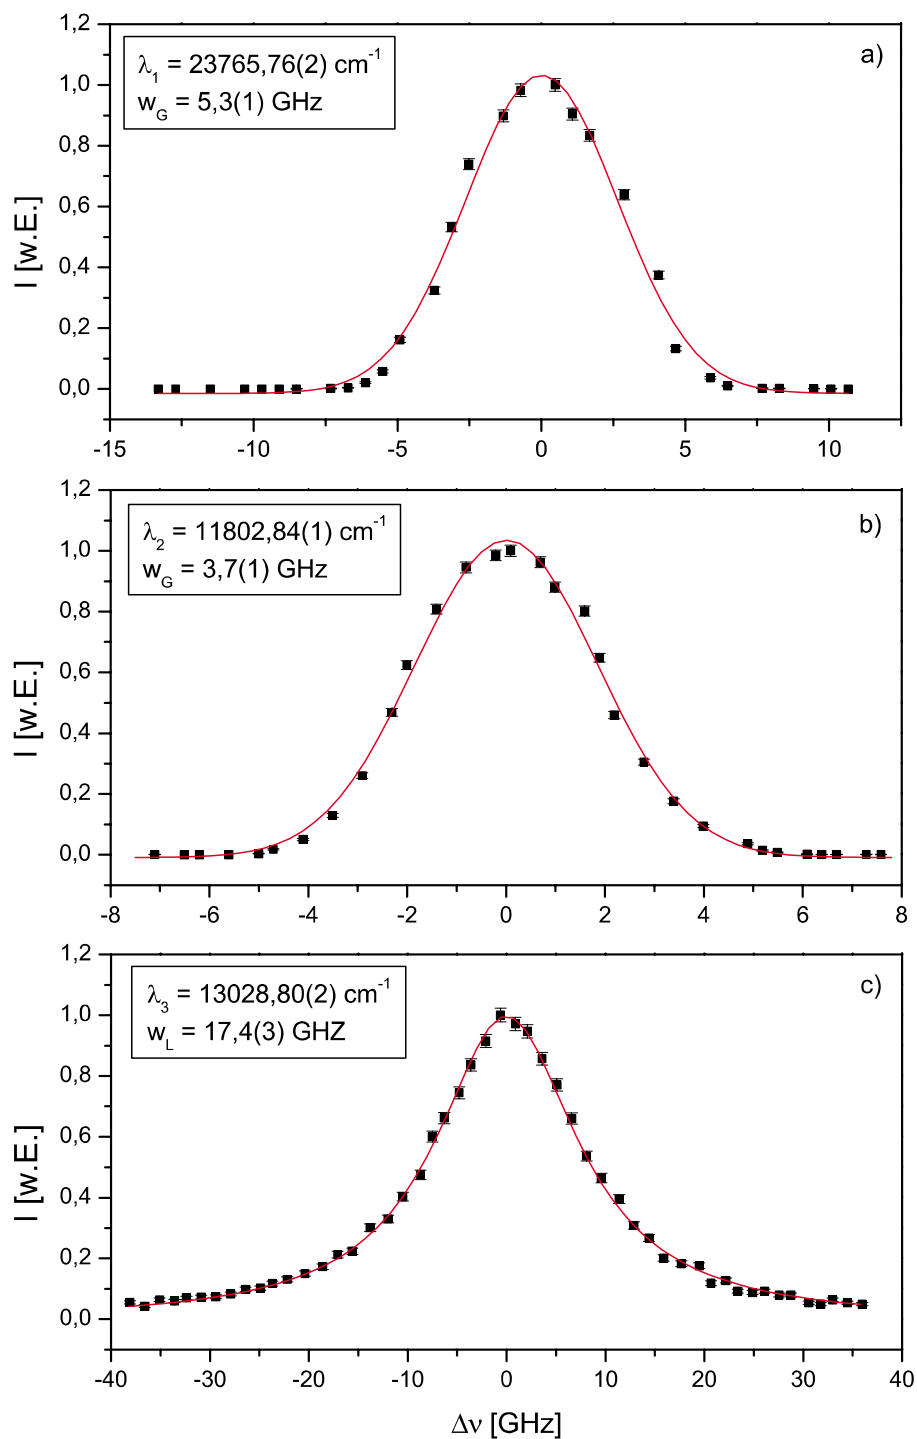 1,2
a)
λ₁ = 23765,76(2) cm⁻¹
w_G = 5,3(1) GHz
1,0
0,8
0,6
0,4
0,2
0,0
I [w.E.]
-15 -10 -5 0 5 10
1,2
b)
λ₂ = 11802,84(1) cm⁻¹
w_G = 3,7(1) GHz
1,0
0,8
0,6
0,4
0,2
0,0
I [w.E.]
-8 -6 -4 -2 0 2 4 6 8
1,2
c)
λ₃ = 13028,80(2) cm⁻¹
w_L = 17,4(3) GHZ
1,0
0,8
0,6
0,4
0,2
0,0
I [w.E.]
-40 -30 -20 -10 0 10 20 30 40
Δν [GHz]